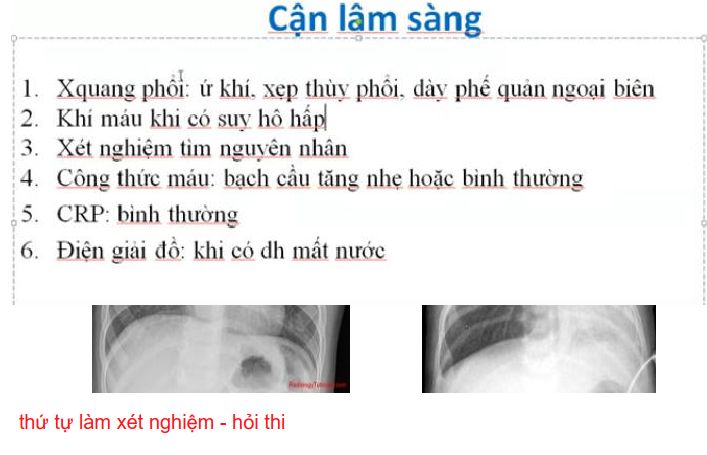 Cận lâm sàng
1. Xquang phổi: ứ khí, xẹp thùy phổi, dày phế quản ngoại biên
2. Khí máu khi có suy hô hấp
3. Xét nghiệm tìm nguyên nhân
4. Công thức máu: bạch cầu tăng nhẹ hoặc bình thường
5. CRP: bình thường
6. Điện giải đồ: khi có dh mất nước
thứ tự làm xét nghiệm - hỏi thi